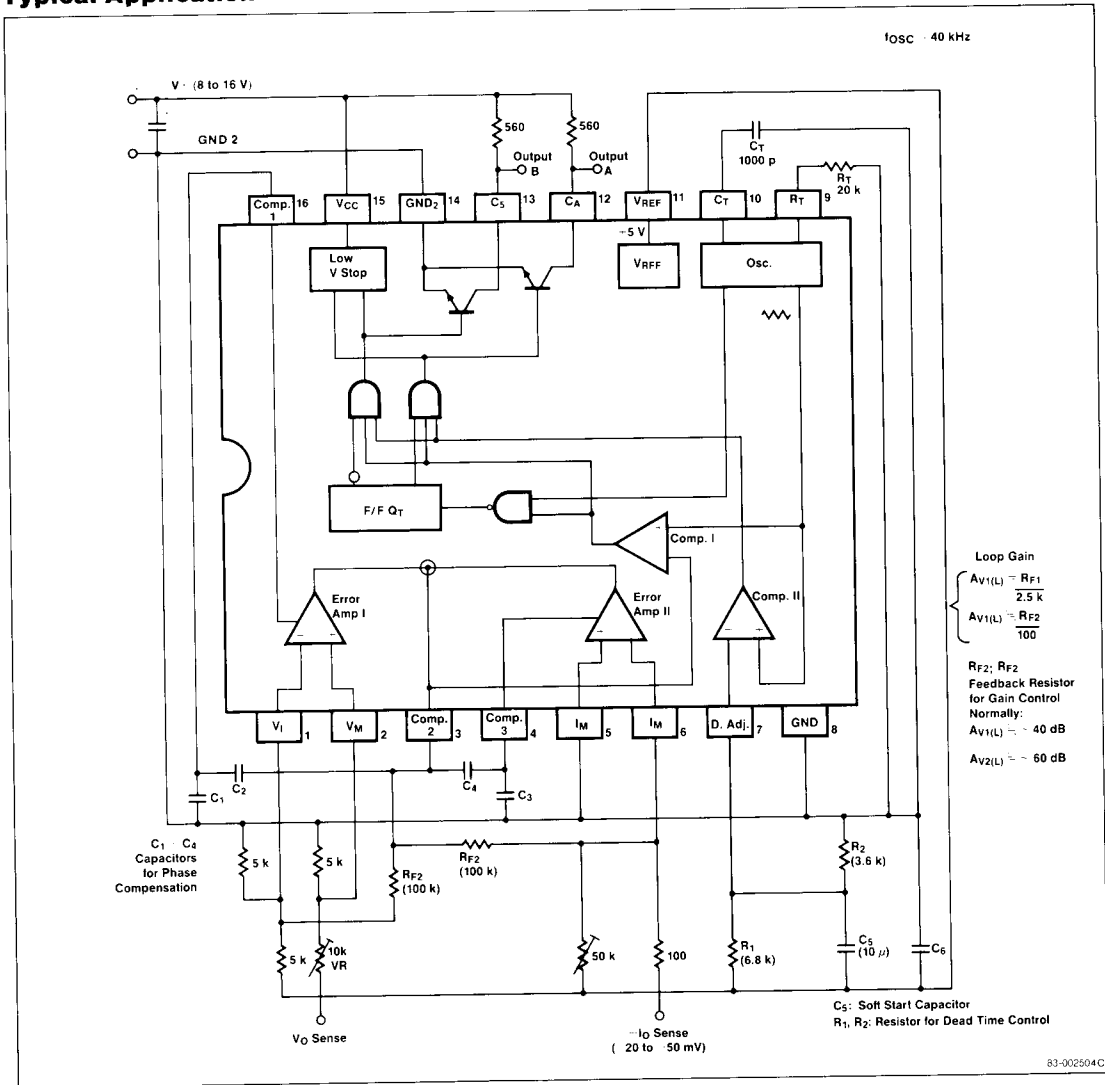 Typical Application
fOSC 40 kHz
V (8 to 16 V)
GND 2
560
560
Output B
Output A
CT
1000 p
RT
20 k
Comp. 1 16
VCC 15
GND2 14
C5 13
CA 12
VREF 11
CT 10
RT 9
+5 V
Low V Stop
VRFF
Osc.
F/F QT
Comp. I
Error Amp I
Error Amp II
Comp. II
VI 1
VM 2
Comp. 2 3
Comp. 3 4
IM 5
IM 6
D. Adj. 7
GND 8
Loop Gain
AV1(L) ≒ RF1
2.5 k
AV1(L) ≒ RF2
100
RF2; RF2
Feedback Resistor
for Gain Control
Normally:
AV1(L) ≒ ~ 40 dB
AV2(L) ≒ ~ 60 dB
C1
C2
C4
C3
C1 C4
Capacitors
for Phase
Compensation
5 k
5 k
RF2
(100 k)
RF2
(100 k)
R2
(3.6 k)
5 k
10k
VR
50 k
100
R1
(6.8 k)
C5
(10 µ)
C6
VO Sense
IO Sense
( 20 to 50 mV)
C5: Soft Start Capacitor
R1, R2: Resistor for Dead Time Control
83-002504C